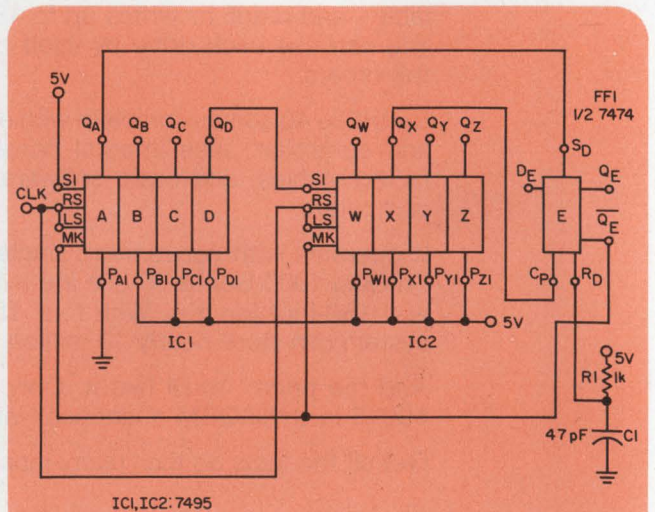 5V
FF1
1/2 7474
QA QB QC QD QW QX QY QZ SD
DE QE
CLK
SI
RS
LS
MK
A B C D
SI
RS
LS
MK
W X Y Z
E
QE
PA1 PB1 PC1 PD1 PW1 PX1 PY1 PZ1 CP RD
5V
IC1 IC2
5V
R1 1k
47pF C1
IC1, IC2: 7495